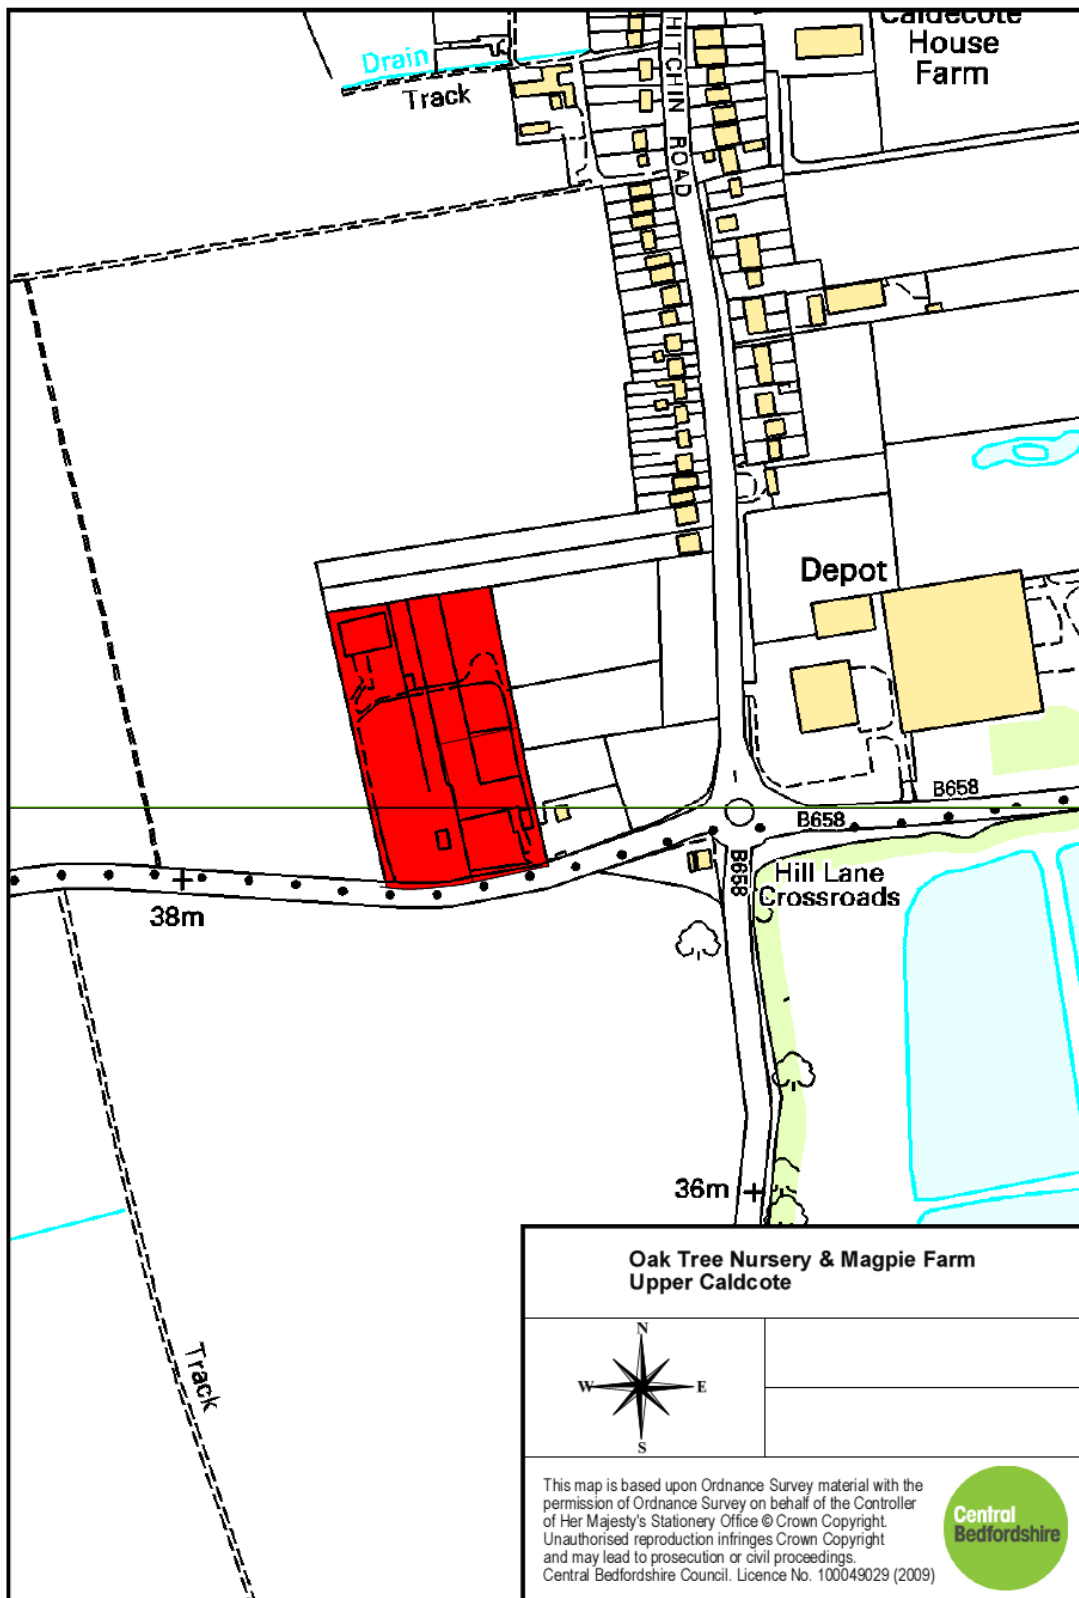 Caldecote
House
Farm
HITCHIN ROAD
Drain
Track
Depot
B658
B658
B658
Hill Lane
Crossroads
38m
36m
Track
Oak Tree Nursery & Magpie Farm
Upper Caldcote
N
W E
S
This map is based upon Ordnance Survey material with the
permission of Ordnance Survey on behalf of the Controller
of Her Majesty's Stationery Office © Crown Copyright.
Unauthorised reproduction infringes Crown Copyright
and may lead to prosecution or civil proceedings.
Central Bedfordshire Council. Licence No. 100049029 (2009)
Central
Bedfordshire